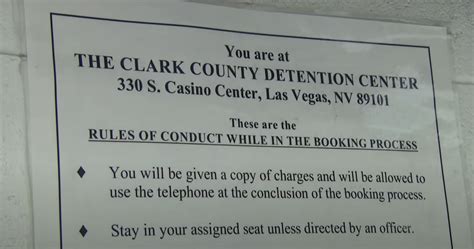 You are at
THE CLARK COUNTY DETENTION CENTER
330 S. Casino Center, Las Vegas, NV 89101
These are the
RULES OF CONDUCT WHILE IN THE BOOKING PROCESS
♦ You will be given a copy of charges and will be allowed to
use the telephone at the conclusion of the booking process.
♦ Stay in your assigned seat unless directed by an officer.